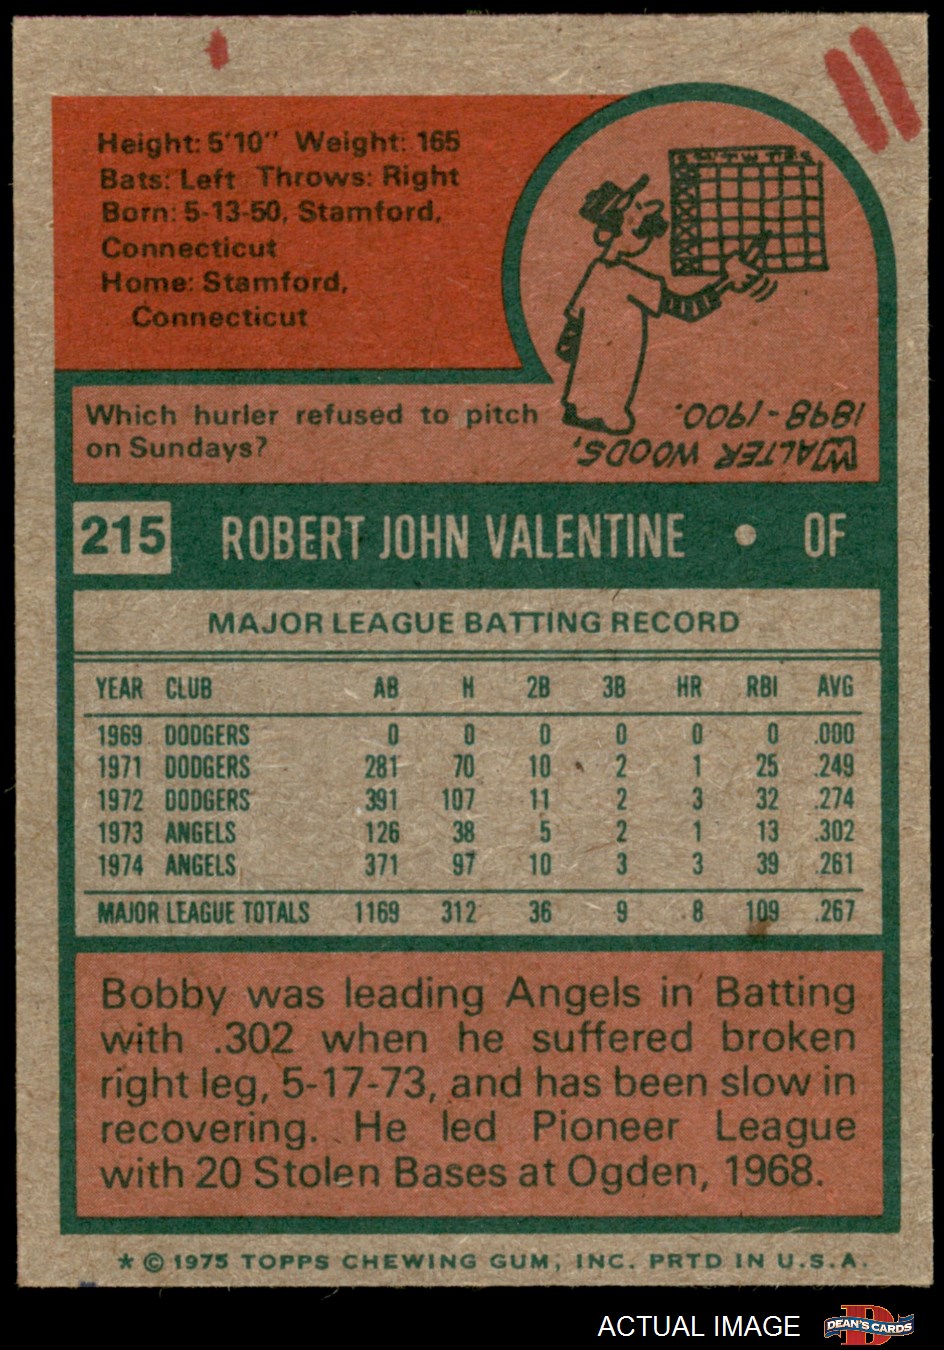 Height: 5'10" Weight: 165
Bats: Left Throws: Right
Born: 5-13-50, Stamford,
Connecticut
Home: Stamford,
Connecticut
S M T W T F S
Which hurler refused to pitch
on Sundays?
WALTER WOODS,
1898-1900.
215 ROBERT JOHN VALENTINE • OF
MAJOR LEAGUE BATTING RECORD
YEAR CLUB AB H 2B 3B HR RBI AVG
1969 DODGERS 0 0 0 0 0 0 .000
1971 DODGERS 281 70 10 2 1 25 .249
1972 DODGERS 391 107 11 2 3 32 .274
1973 ANGELS 126 38 5 2 1 13 .302
1974 ANGELS 371 97 10 3 3 39 .261
MAJOR LEAGUE TOTALS 1169 312 36 9 8 109 .267
Bobby was leading Angels in Batting
with .302 when he suffered broken
right leg, 5-17-73, and has been slow in
recovering. He led Pioneer League
with 20 Stolen Bases at Ogden, 1968.
* © 1975 TOPPS CHEWING GUM, INC. PRTD IN U.S.A.
ACTUAL IMAGE DEAN'S CARDS